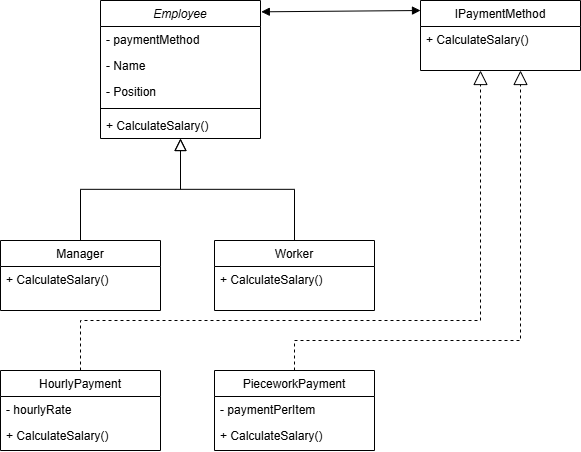 Employee
- paymentMethod
- Name
- Position
+ CalculateSalary()
IPaymentMethod
+ CalculateSalary()
Manager
+ CalculateSalary()
Worker
+ CalculateSalary()
HourlyPayment
- hourlyRate
+ CalculateSalary()
PieceworkPayment
- paymentPerItem
+ CalculateSalary()